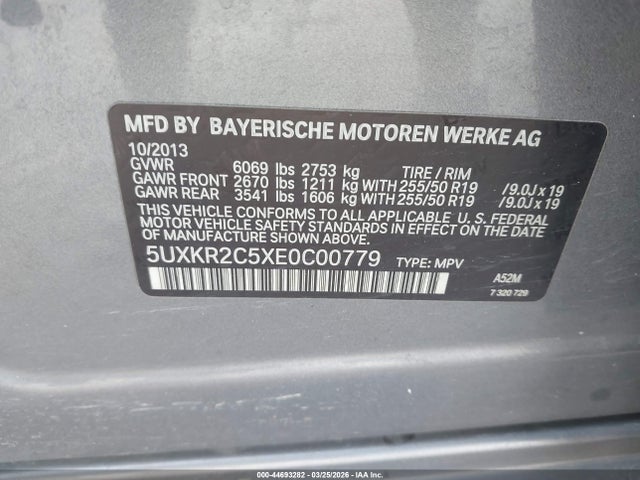 MFD BY BAYERISCHE MOTOREN WERKE AG
10/2013
GVWR 6069 lbs 2753 kg TIRE / RIM
GAWR FRONT 2670 lbs 1211 kg WITH 255/50 R19 /9.0J x 19
GAWR REAR 3541 lbs 1606 kg WITH 255/50 R19 /9.0J x 19
THIS VEHICLE CONFORMS TO ALL APPLICABLE U. S. FEDERAL
MOTOR VEHICLE SAFETY STANDARDS IN EFFECT ON THE
DATE OF MANUFACTURE SHOWN ABOVE.
5UXKR2C5XE0C00779 TYPE: MPV
A52M
7 320 729
000-44693282 - 03/25/2026 - IAA Inc.